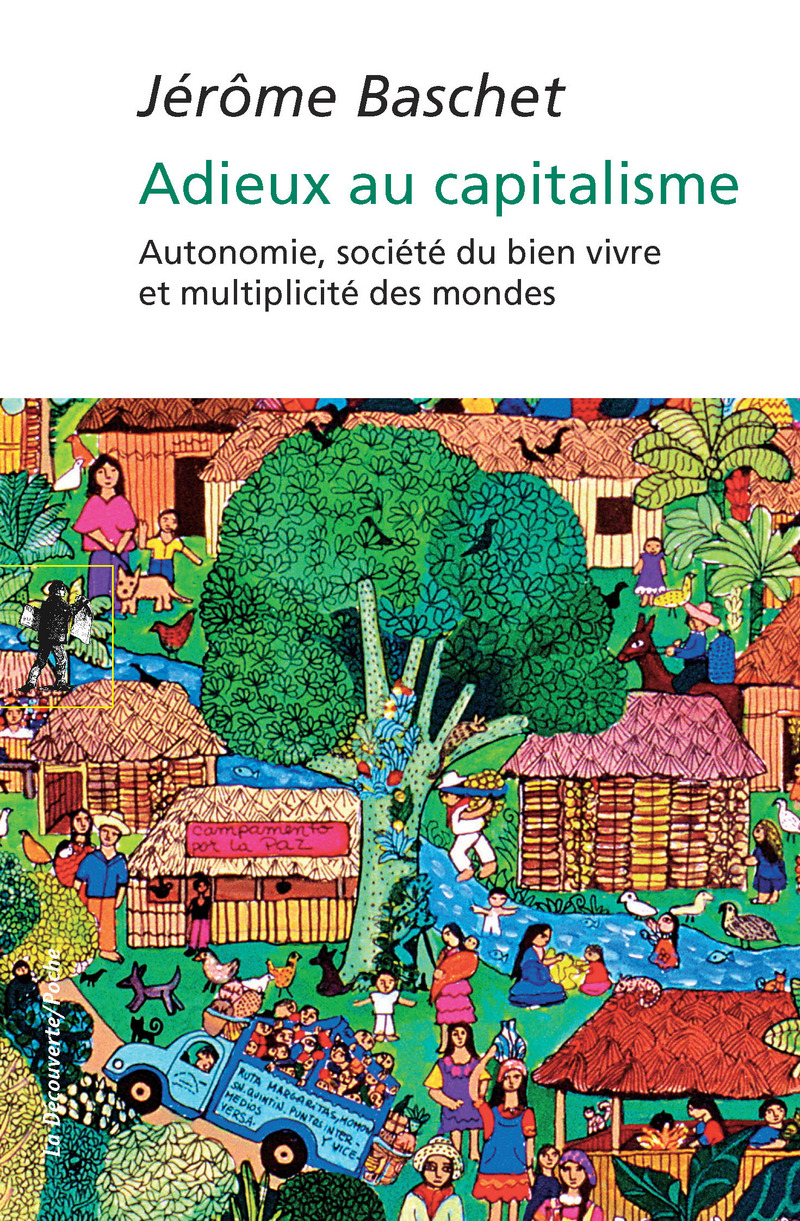 Jérôme Baschet
Adieux au capitalisme
Autonomie, société du bien vivre
et multiplicité des mondes
campamento
por la Paz
RUTA MARGARITAS, MOMON
SN. QUINTIN, PUNTOS INTER-
MEDIOS Y VICE-
VERSA.
La Découverte/Poche